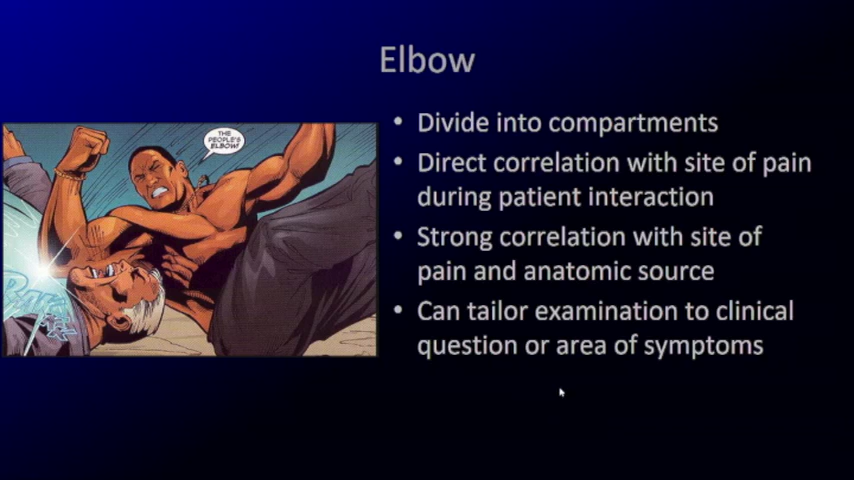 Elbow
THE
PEOPLE'S
ELBOW!
• Divide into compartments
• Direct correlation with site of pain
during patient interaction
• Strong correlation with site of
pain and anatomic source
• Can tailor examination to clinical
question or area of symptoms